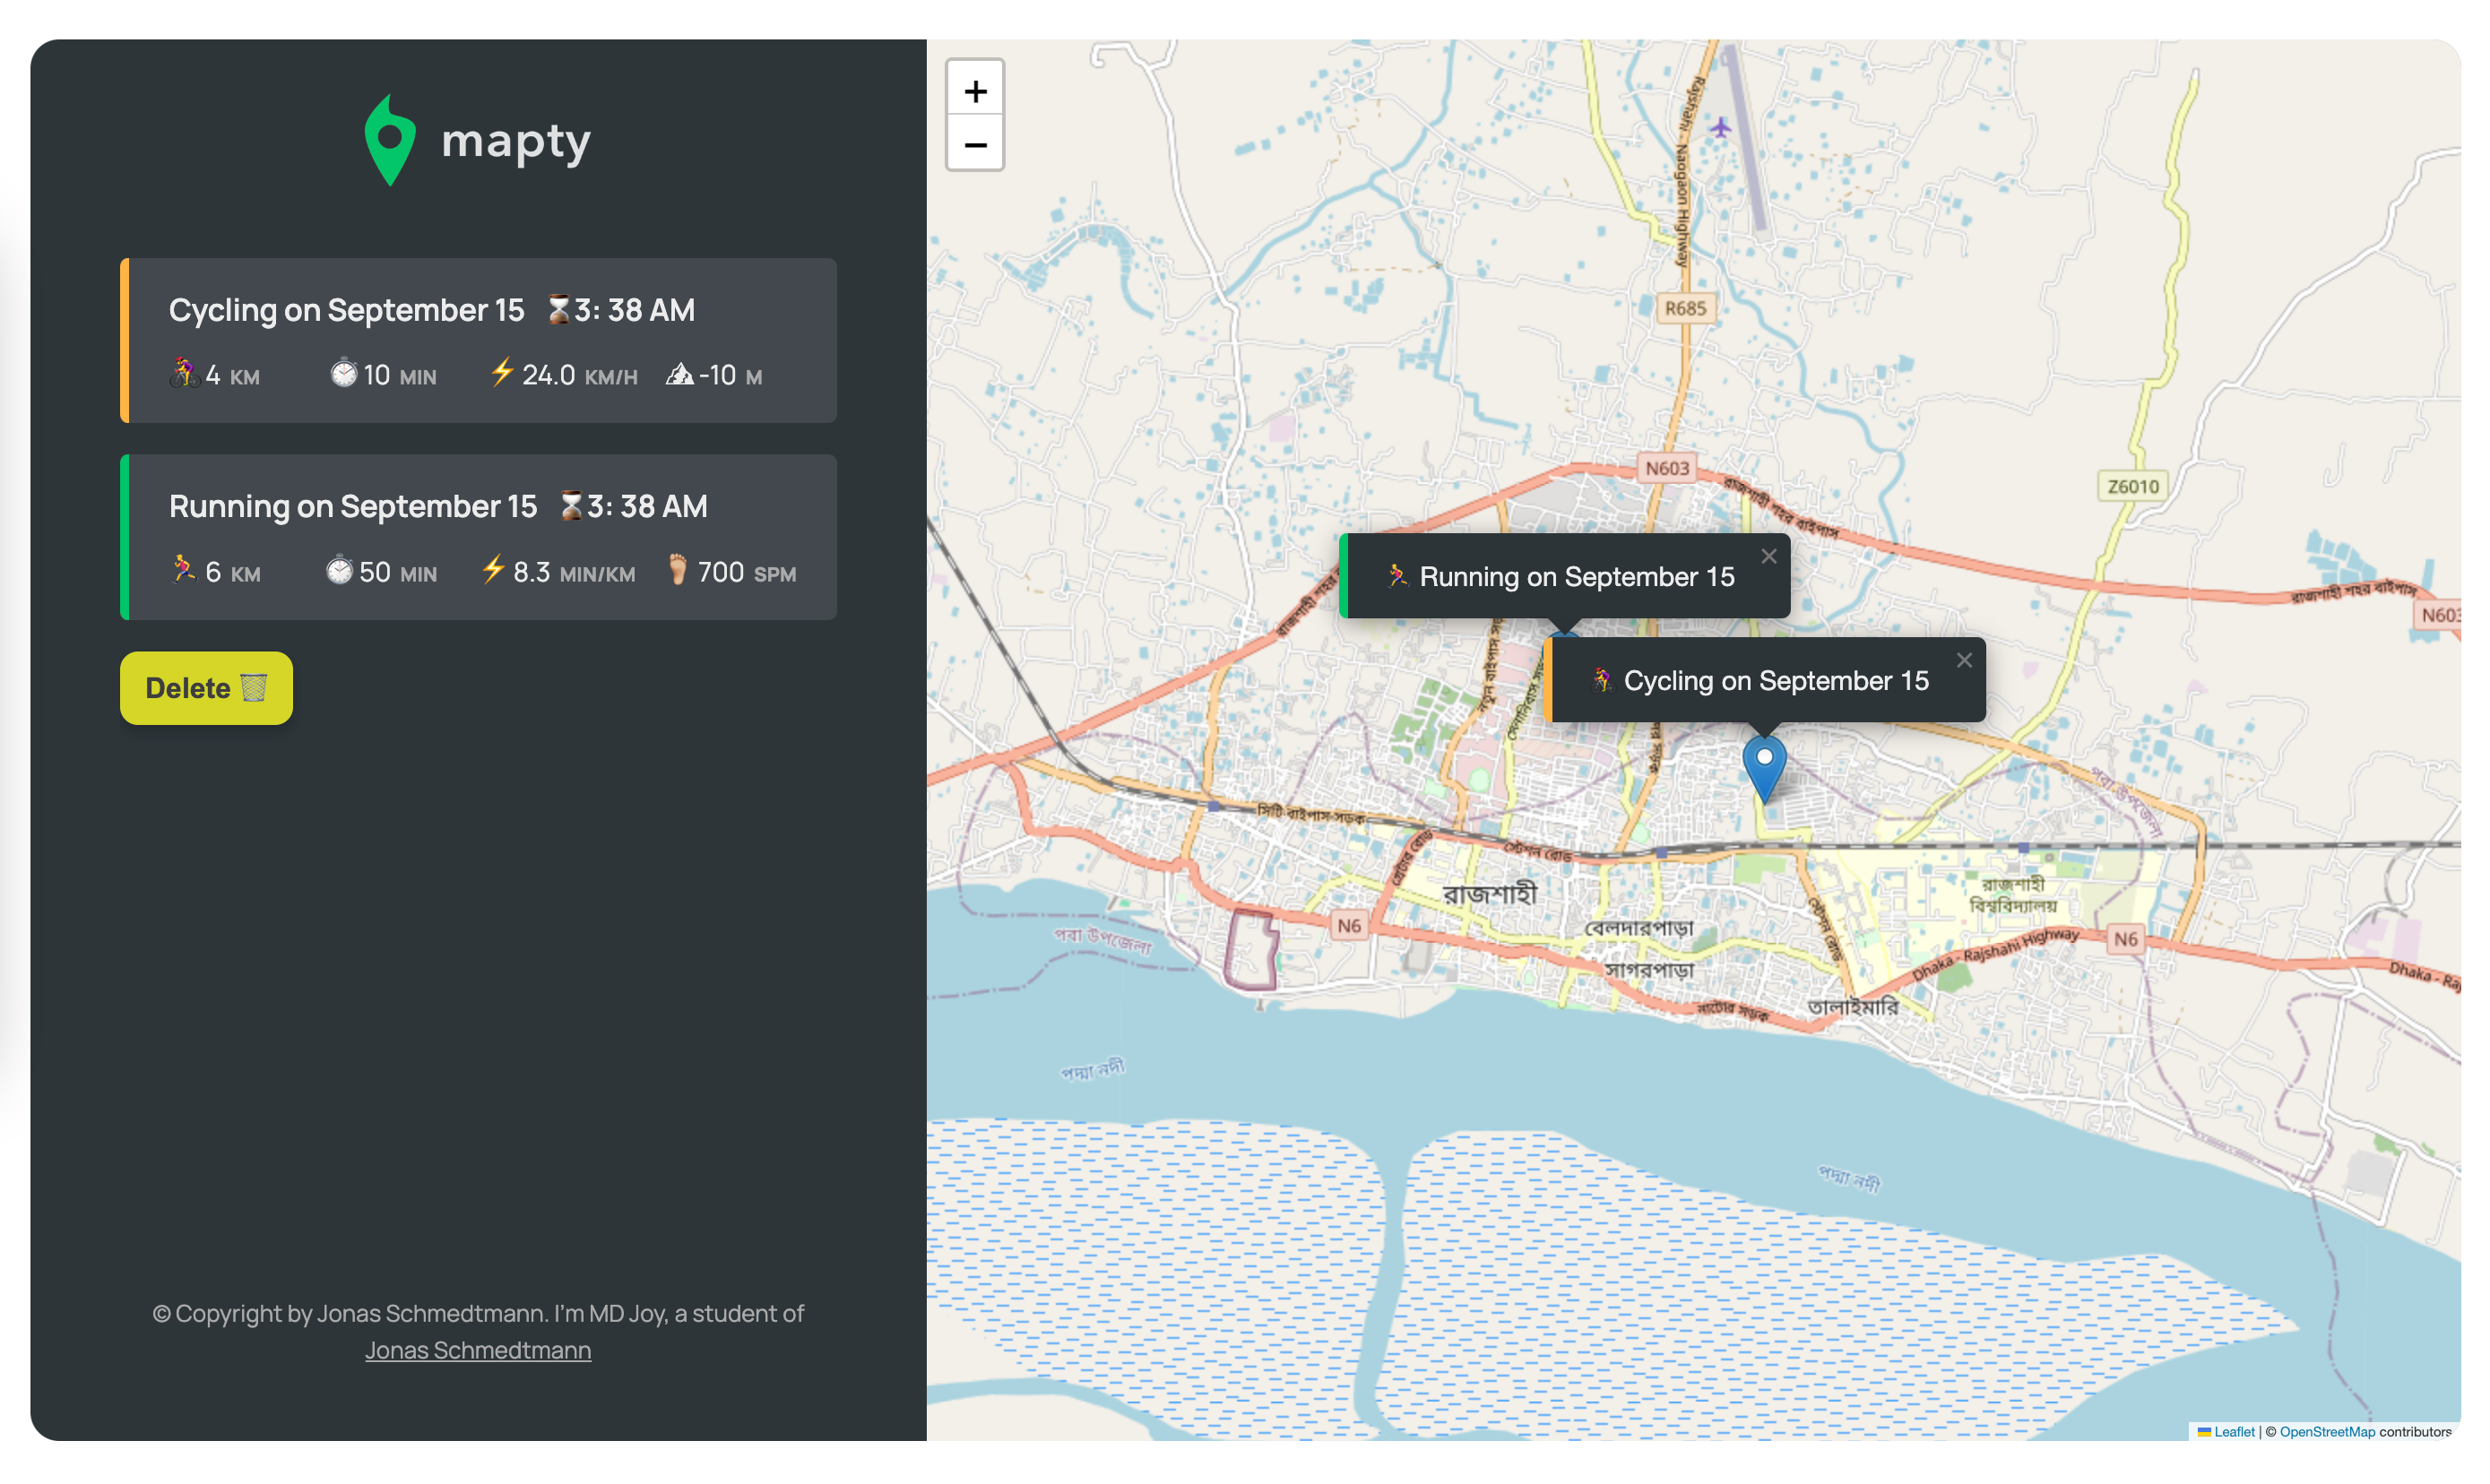 mapty
Cycling on September 15 ⌛3: 38 AM
🚴‍♀️4 KM ⏱10 MIN ⚡️24.0 KM/H 🏔-10 M
Running on September 15 ⌛3: 38 AM
🏃‍♂️6 KM ⏱50 MIN ⚡️8.3 MIN/KM 🦶🏼700 SPM
Delete 🗑
© Copyright by Jonas Schmedtmann. I'm MD Joy, a student of
Jonas Schmedtmann
+
−
Rajshahi - Naogaon Highway
R685
N603
রাজশাহী শহর বাইপাস
Z6010
রাজশাহী শহর বাইপাস
N603
🏃‍♂️ Running on September 15 ×
🚴‍♀️ Cycling on September 15 ×
পবা উপজেলা
সিটি বাইপাস সড়ক
গ্রেটার রোড
স্টেশন রোড
রাজশাহী
N6
বেলদারপাড়া
সাগরপাড়া
স্টেশন রোড
রাজশাহী
বিশ্ববিদ্যালয়
Dhaka - Rajshahi Highway
N6
Dhaka - Raj
পবা উপজেলা
নাটোর সড়ক
তালাইমারি
পদ্মা নদী
পদ্মা নদী
Leaflet | © OpenStreetMap contributors